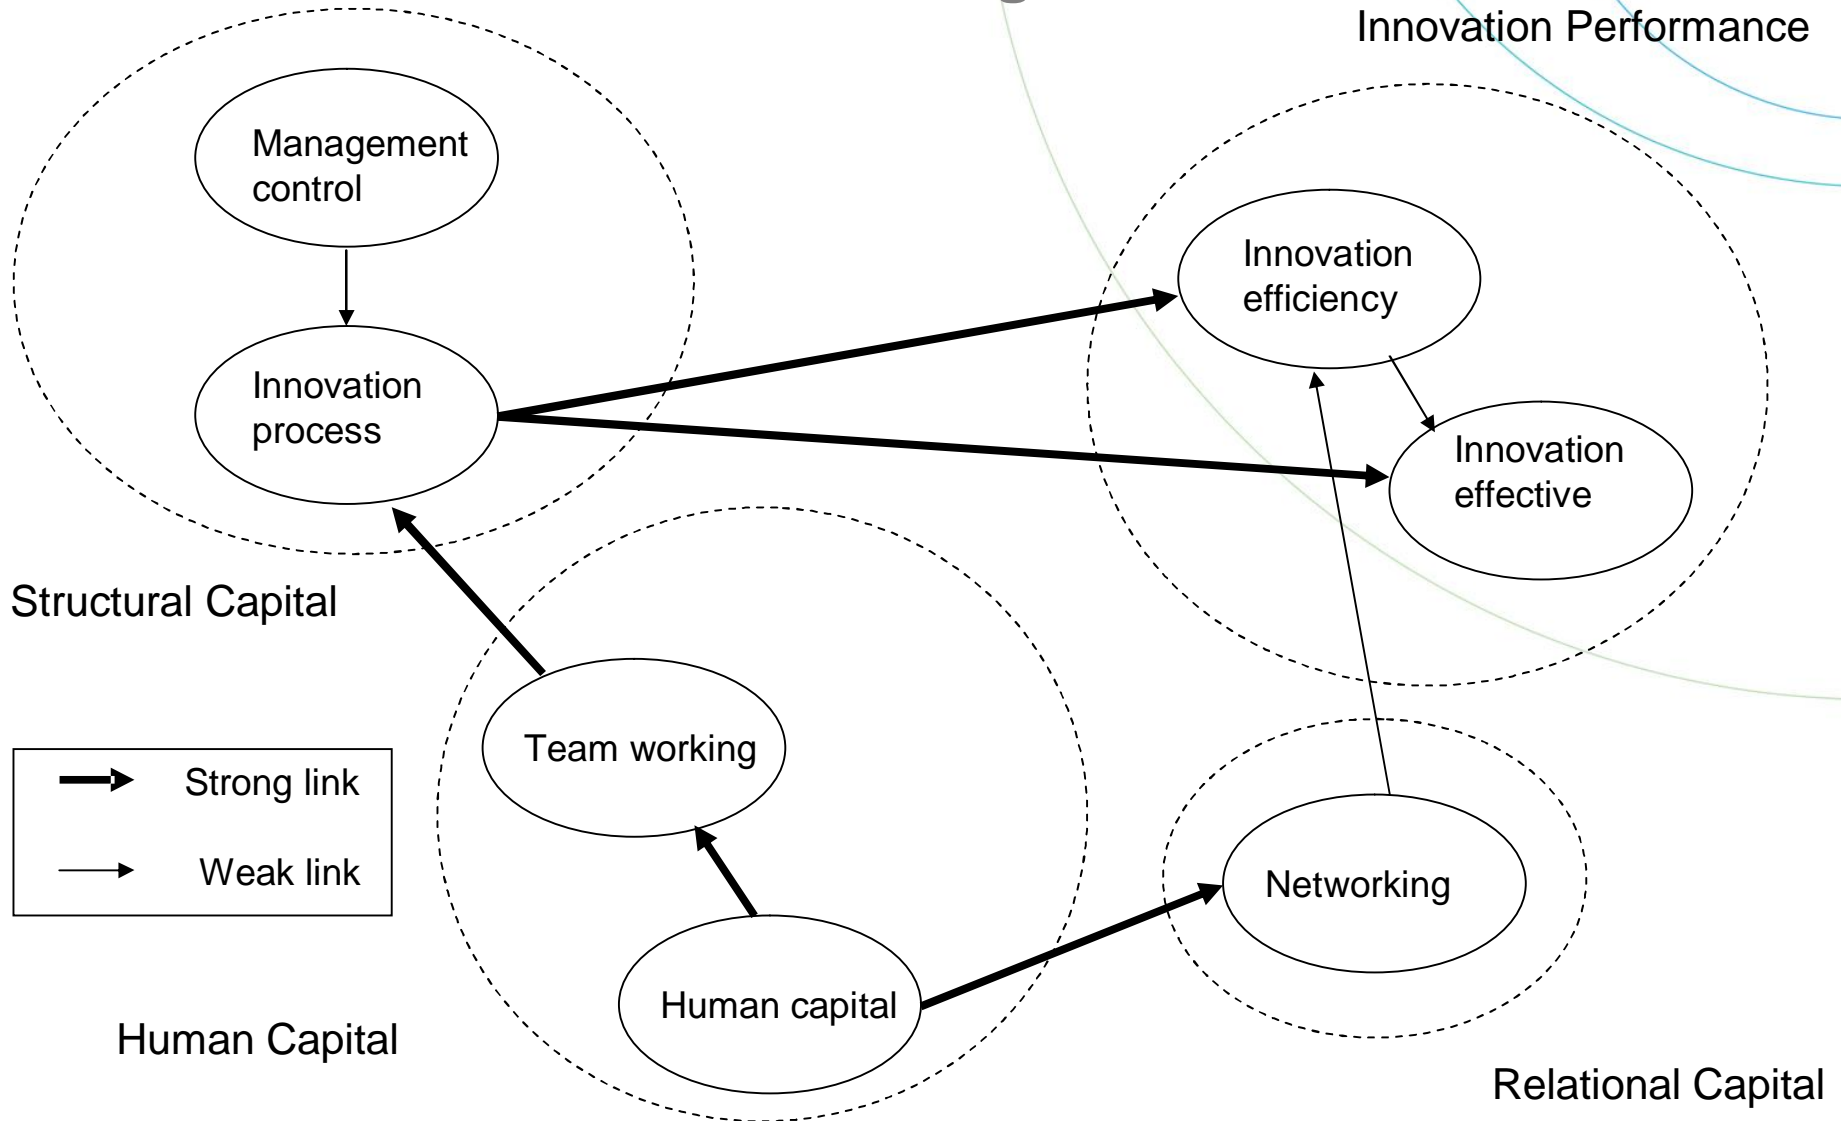 Innovation Performance
Management
control
Innovation
efficiency
Innovation
process
Innovation
effective
Structural Capital
Team working
Strong link
Weak link
Networking
Human capital
Human Capital
Relational Capital